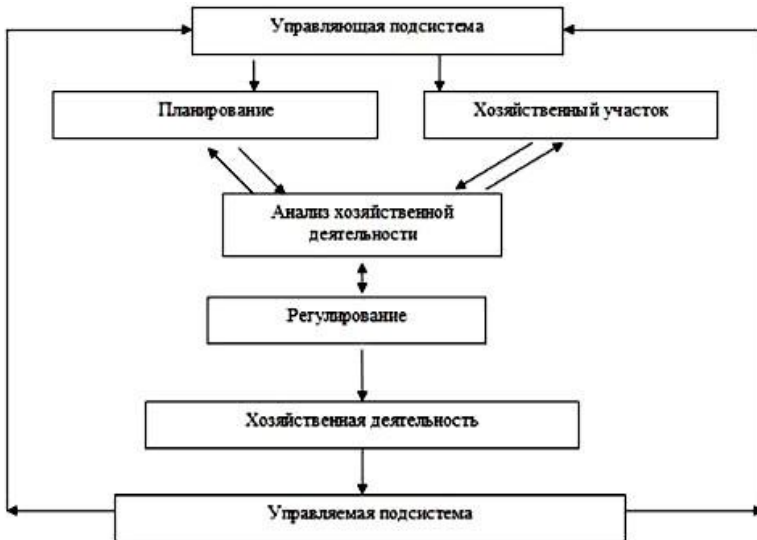 Управляющая подсистема
Планирование
Хозяйственный участок
Анализ хозяйственной
деятельности
Регулирование
Хозяйственная деятельность
Управляемая подсистема